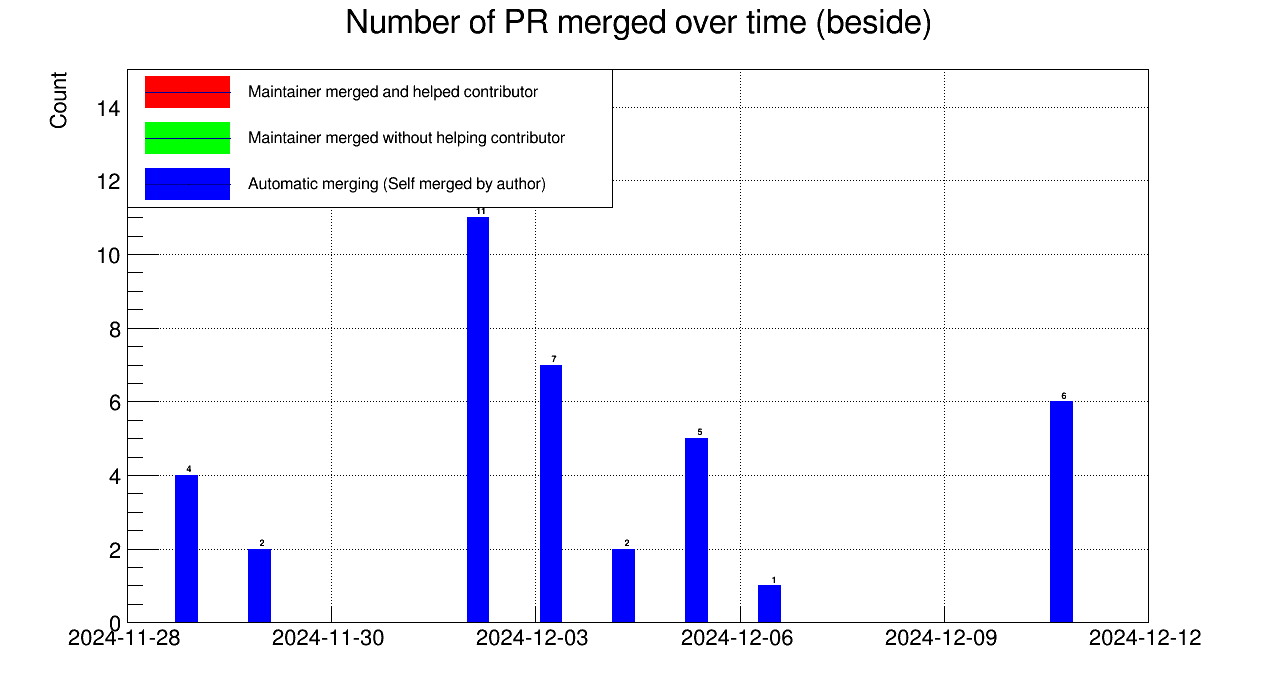 Number of PR merged over time (beside)
Count
Maintainer merged and helped contributor
Maintainer merged without helping contributor
Automatic merging (Self merged by author)
14
12
10
8
6
4
2
0
4
2
11
7
2
5
1
6
2024-11-28 2024-11-30 2024-12-03 2024-12-06 2024-12-09 2024-12-12